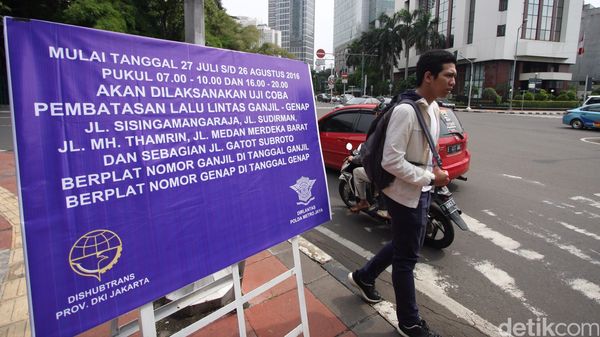 MULAI TANGGAL 27 JULI S/D 26 AGUSTUS 2016
PUKUL 07.00 - 10.00 DAN 16.00 - 20.00
AKAN DILAKSANAKAN UJI COBA
PEMBATASAN LALU LINTAS GANJIL - GENAP
JL. SISINGAMANGARAJA, JL. SUDIRMAN,
JL. MH. THAMRIN, JL. MEDAN MERDEKA BARAT
DAN SEBAGIAN JL. GATOT SUBROTO
BERPLAT NOMOR GANJIL DI TANGGAL GANJIL
BERPLAT NOMOR GENAP DI TANGGAL GENAP
DISHUBTRANS
PROV. DKI JAKARTA
DIRLANTAS
POLDA METRO JAYA
detikcom